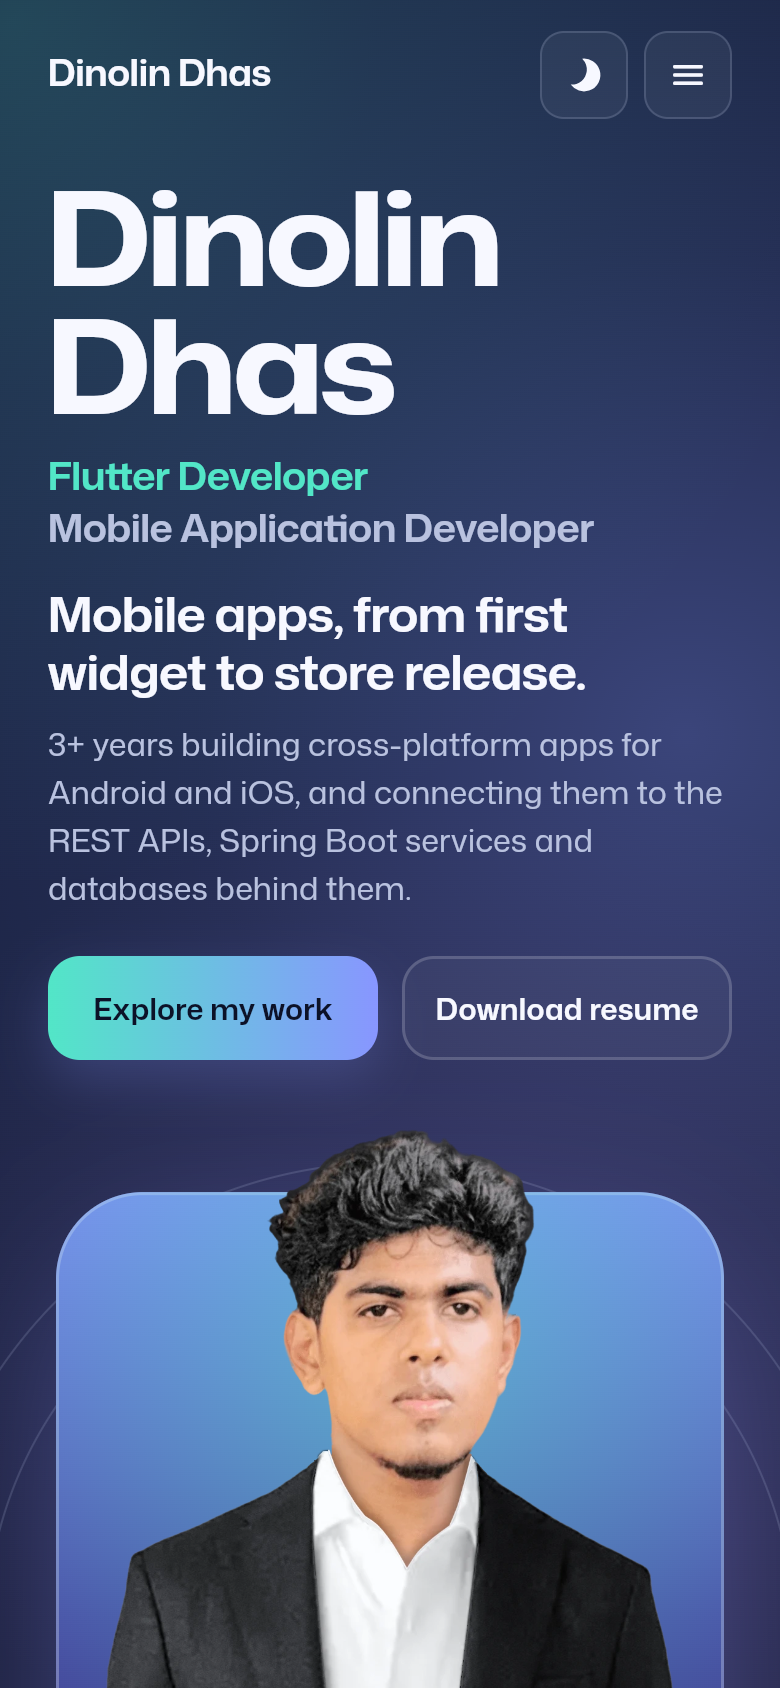 Dinolin Dhas
Dinolin
Dhas
Flutter Developer
Mobile Application Developer
Mobile apps, from first
widget to store release.
3+ years building cross-platform apps for
Android and iOS, and connecting them to the
REST APIs, Spring Boot services and
databases behind them.
Explore my work
Download resume